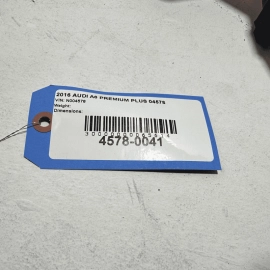 2016 AUDI A6 PREMIUM PLUS 04578
VIN: N004578
Weight:
Dimensions:
4578-0041